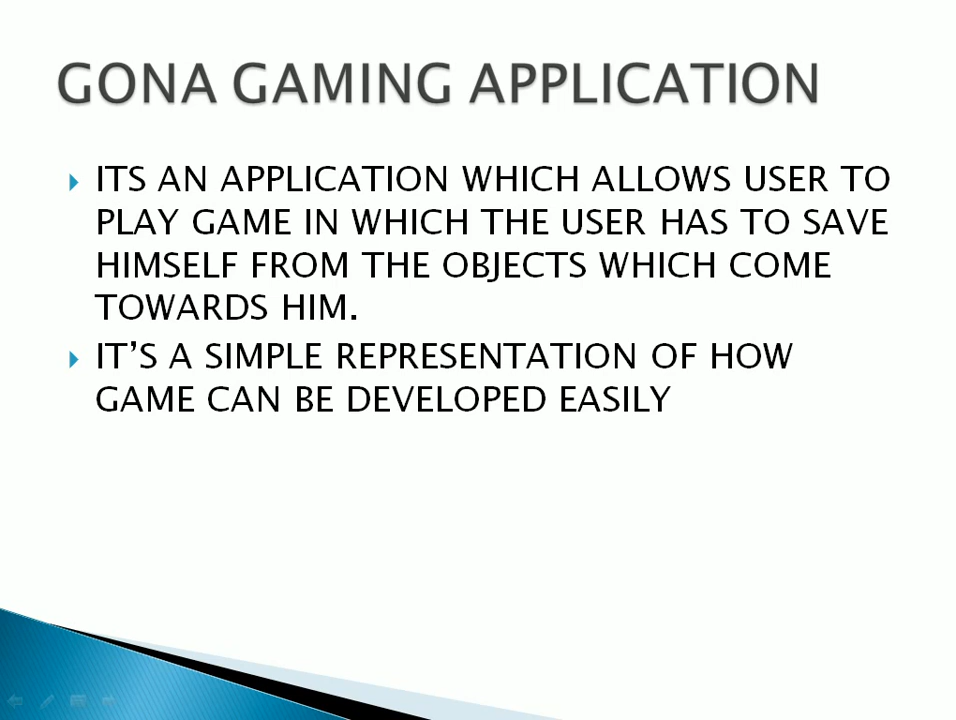 GONA GAMING APPLICATION
ITS AN APPLICATION WHICH ALLOWS USER TO
PLAY GAME IN WHICH THE USER HAS TO SAVE
HIMSELF FROM THE OBJECTS WHICH COME
TOWARDS HIM.
IT’S A SIMPLE REPRESENTATION OF HOW
GAME CAN BE DEVELOPED EASILY